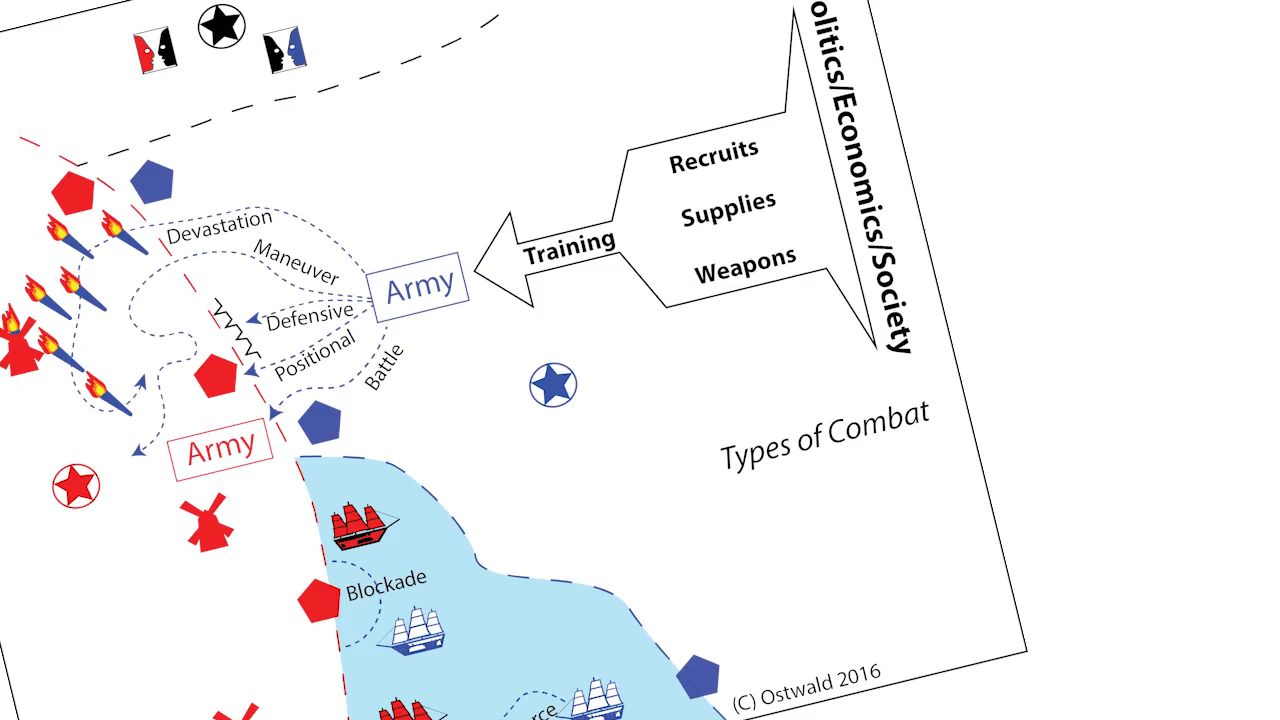 olitics/Economics/Society
Recruits
Supplies
Weapons
Training
Devastation
Maneuver
Army
Defensive
Positional
Battle
Army
Types of Combat
Blockade
rce
(C) Ostwald 2016